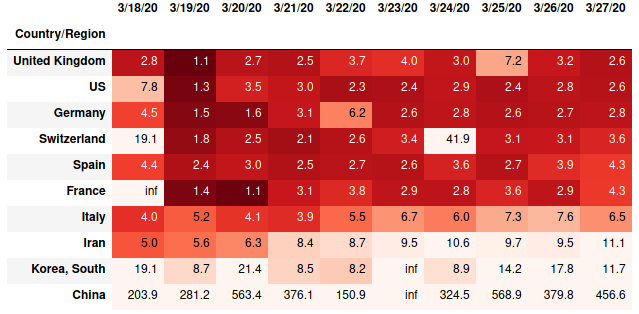 3/18/20 3/19/20 3/20/20 3/21/20 3/22/20 3/23/20 3/24/20 3/25/20 3/26/20 3/27/20
Country/Region
United Kingdom 2.8 1.1 2.7 2.5 3.7 4.0 3.0 7.2 3.2 2.6
US 7.8 1.3 3.5 3.0 2.3 2.4 2.9 2.4 2.8 2.6
Germany 4.5 1.5 1.6 3.1 6.2 2.6 2.8 2.6 2.7 2.8
Switzerland 19.1 1.8 2.5 2.1 2.6 3.4 41.9 3.1 3.1 3.6
Spain 4.4 2.4 3.0 2.5 2.7 2.6 3.6 2.7 3.9 4.3
France inf 1.4 1.1 3.1 3.8 2.9 2.8 3.6 2.9 4.3
Italy 4.0 5.2 4.1 3.9 5.5 6.7 6.0 7.3 7.6 6.5
Iran 5.0 5.6 6.3 8.4 8.7 9.5 10.6 9.7 9.5 11.1
Korea, South 19.1 8.7 21.4 8.5 8.2 inf 8.9 14.2 17.8 11.7
China 203.9 281.2 563.4 376.1 150.9 inf 324.5 568.9 379.8 456.6